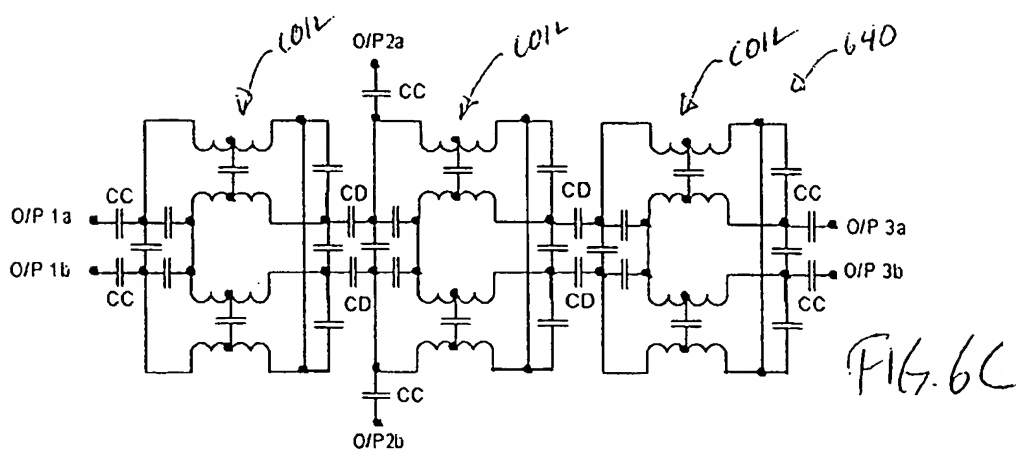 COIL
O/P2a
COIL
COIL
640
CC
CC
CD
CD
CC
O/P 1a
O/P 3a
O/P 1b
O/P 3b
CC
CD
CD
CC
CC
FIG. 6C
O/P2b